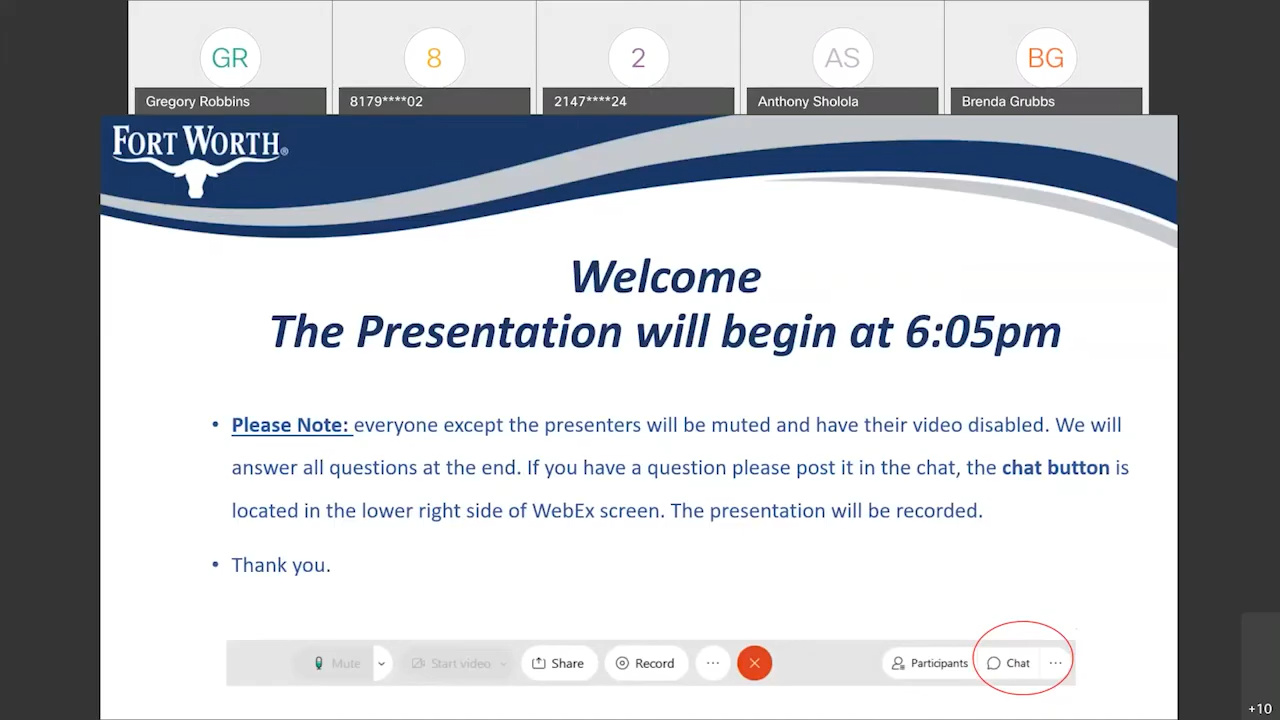 GR
8
2
AS
BG
Gregory Robbins
8179****02
2147****24
Anthony Sholola
Brenda Grubbs
FORT WORTH®
Welcome
The Presentation will begin at 6:05pm
• Please Note: everyone except the presenters will be muted and have their video disabled. We will
answer all questions at the end. If you have a question please post it in the chat, the chat button is
located in the lower right side of WebEx screen. The presentation will be recorded.
• Thank you.
Mute
Start video
Share
Record
...
Participants
Chat
...
+10